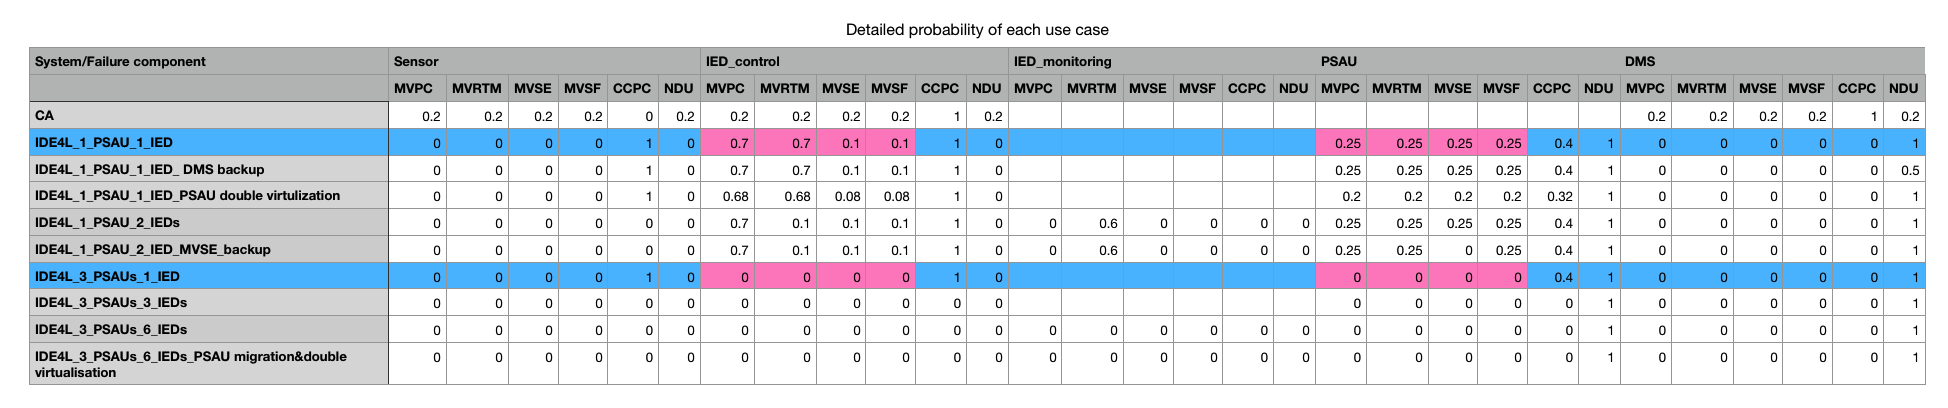 Detailed probability of each use case
System/Failure component Sensor IED_control IED_monitoring PSAU DMS
MVPC MVRTM MVSE MVSF CCPC NDU MVPC MVRTM MVSE MVSF CCPC NDU MVPC MVRTM MVSE MVSF CCPC NDU MVPC MVRTM MVSE MVSF CCPC NDU MVPC MVRTM MVSE MVSF CCPC NDU
CA 0.2 0.2 0.2 0.2 0 0.2 0.2 0.2 0.2 0.2 1 0.2 0.2 0.2 0.2 0.2 1 0.2
IDE4L_1_PSAU_1_IED 0 0 0 0 1 0 0.7 0.7 0.1 0.1 1 0 0.25 0.25 0.25 0.25 0.4 1 0 0 0 0 0 1
IDE4L_1_PSAU_1_IED_ DMS backup 0 0 0 0 1 0 0.7 0.7 0.1 0.1 1 0 0.25 0.25 0.25 0.25 0.4 1 0 0 0 0 0 0.5
IDE4L_1_PSAU_1_IED_PSAU double virtulization 0 0 0 0 1 0 0.68 0.68 0.08 0.08 1 0 0.2 0.2 0.2 0.2 0.32 1 0 0 0 0 0 1
IDE4L_1_PSAU_2_IEDs 0 0 0 0 0 0 0.7 0.1 0.1 0.1 1 0 0 0.6 0 0 0 0 0.25 0.25 0.25 0.25 0.4 1 0 0 0 0 0 1
IDE4L_1_PSAU_2_IED_MVSE_backup 0 0 0 0 0 0 0.7 0.1 0.1 0.1 1 0 0 0.6 0 0 0 0 0.25 0.25 0 0.25 0.4 1 0 0 0 0 0 1
IDE4L_3_PSAUs_1_IED 0 0 0 0 1 0 0 0 0 0 1 0 0 0 0 0 0.4 1 0 0 0 0 0 1
IDE4L_3_PSAUs_3_IEDs 0 0 0 0 0 0 0 0 0 0 0 0 0 0 0 0 0 1 0 0 0 0 0 1
IDE4L_3_PSAUs_6_IEDs 0 0 0 0 0 0 0 0 0 0 0 0 0 0 0 0 0 0 0 0 0 0 0 1 0 0 0 0 0 1
IDE4L_3_PSAUs_6_IEDs_PSAU migration&double 0 0 0 0 0 0 0 0 0 0 0 0 0 0 0 0 0 0 0 0 0 0 0 1 0 0 0 0 0 1
virtualisation